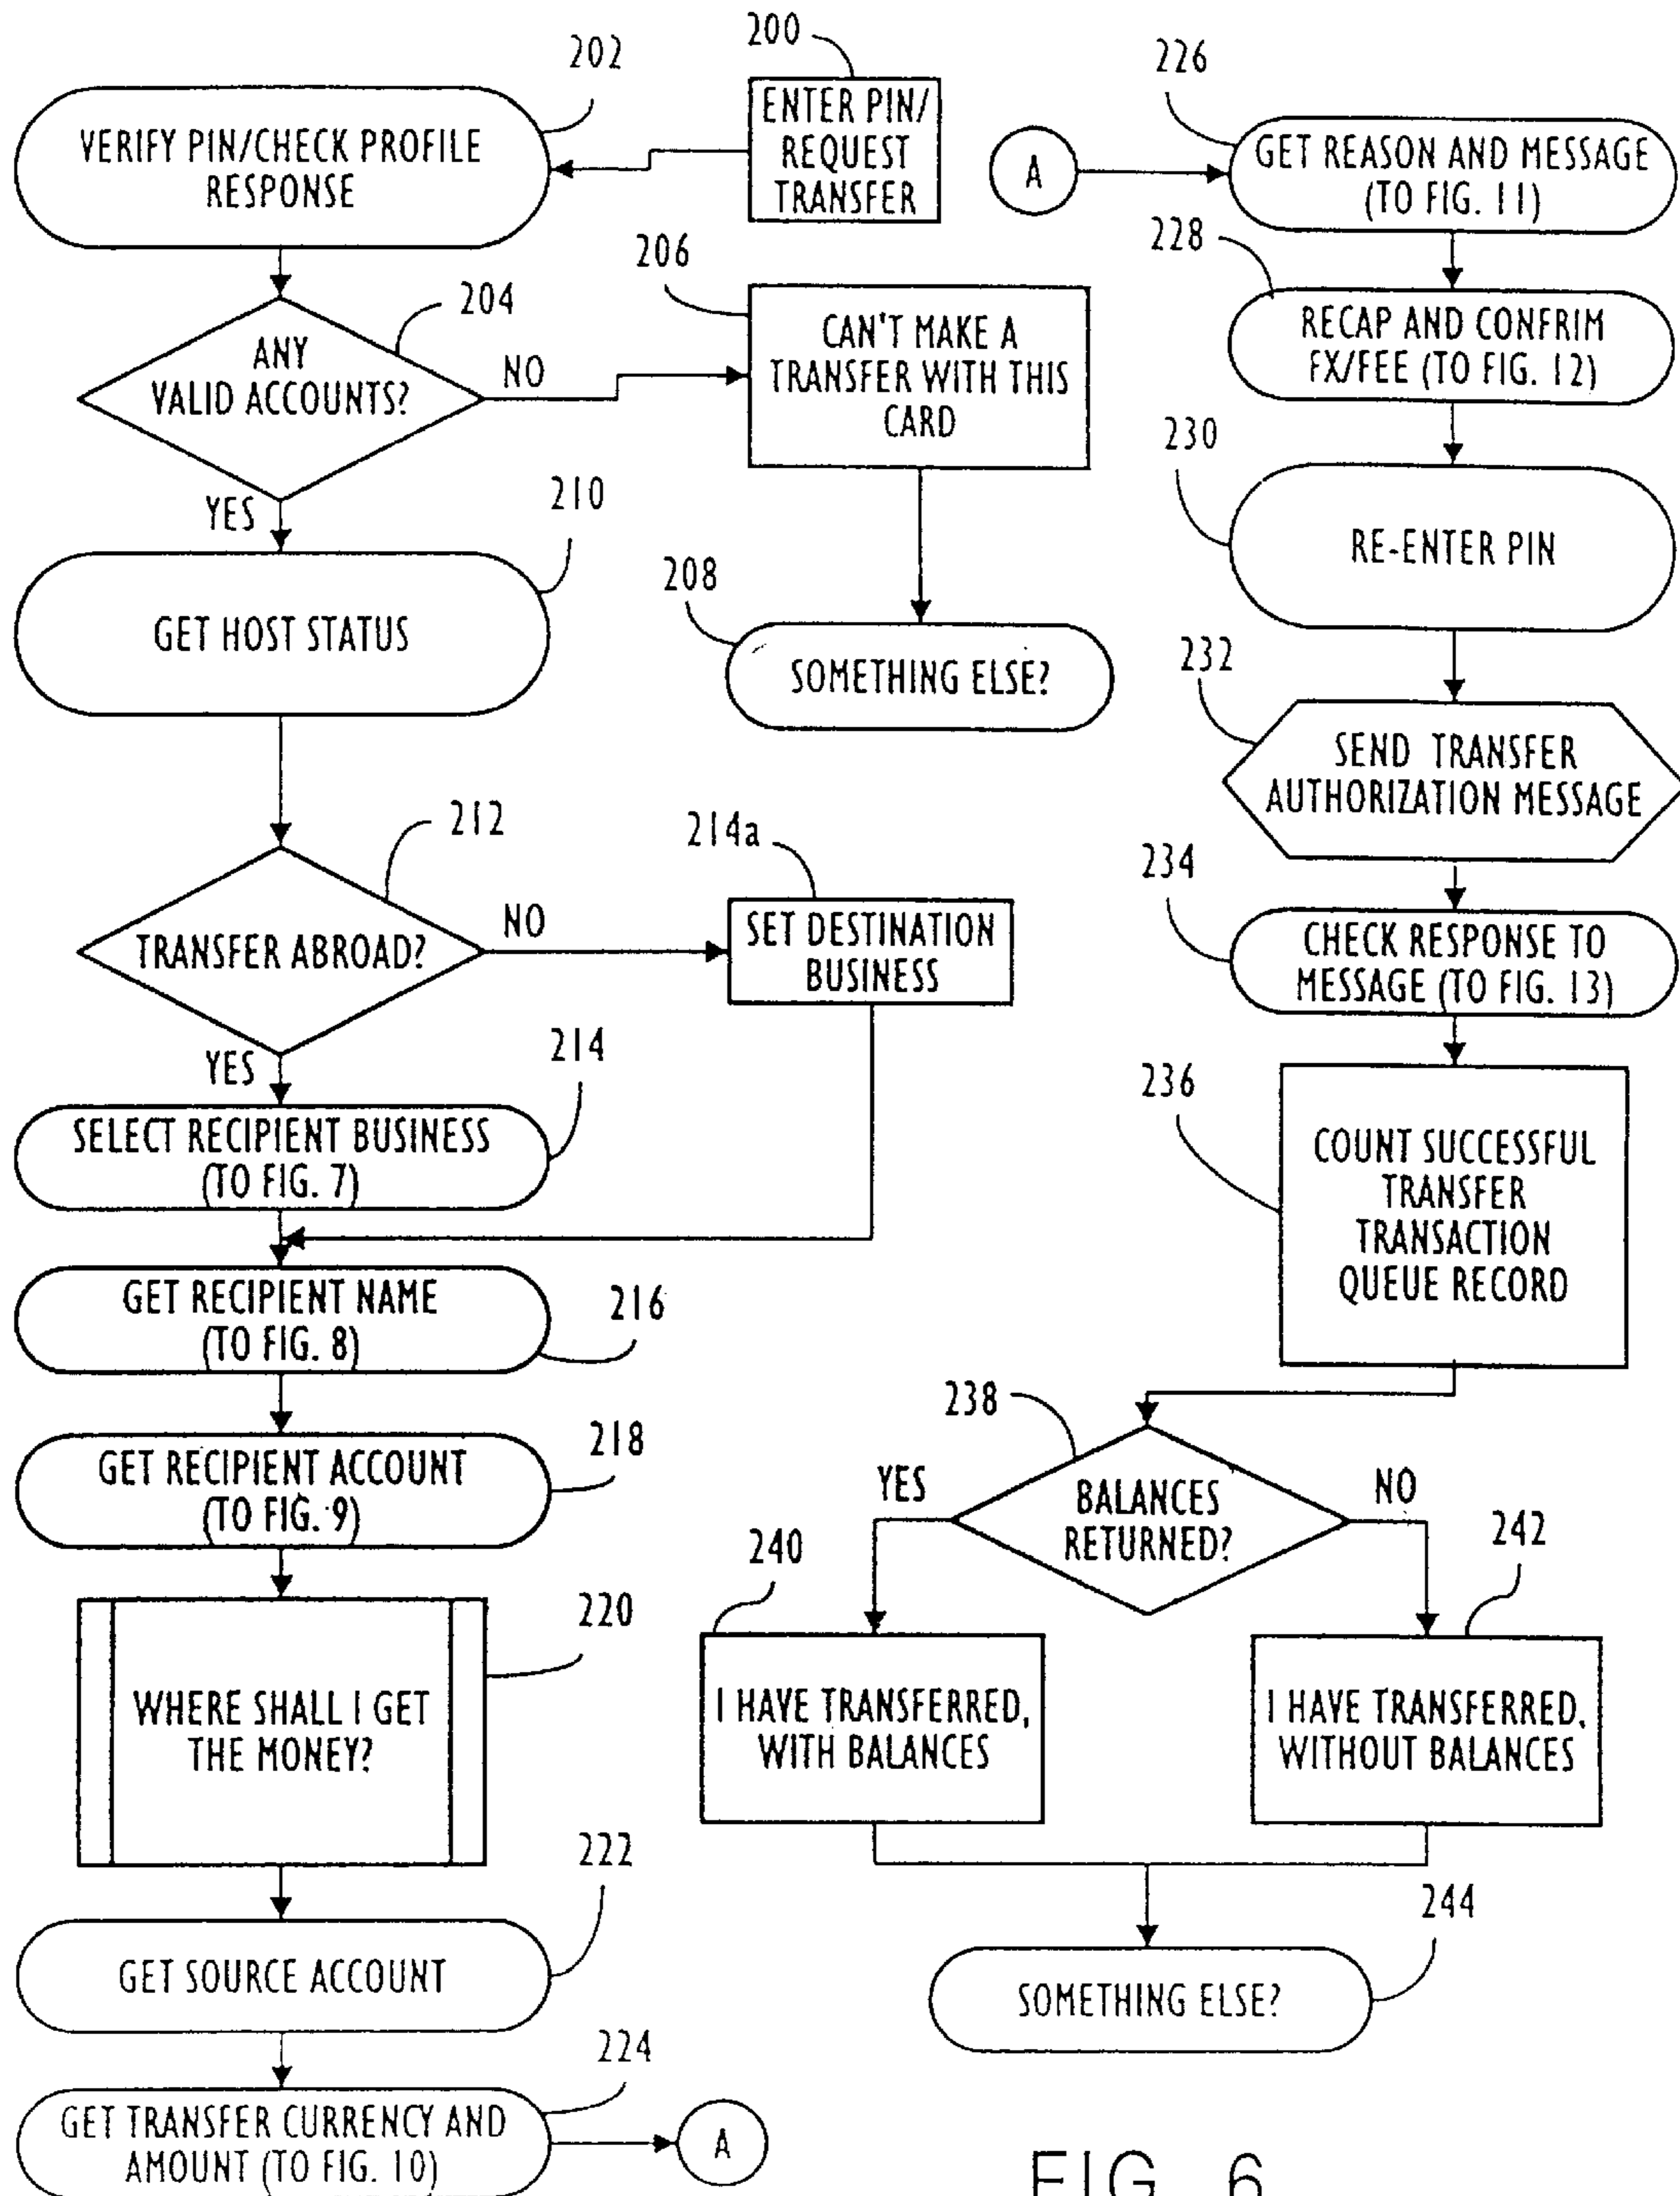 200
ENTER PIN/
REQUEST
TRANSFER
202
VERIFY PIN/CHECK PROFILE
RESPONSE
204
ANY
VALID ACCOUNTS?
NO
YES
206
CAN'T MAKE A
TRANSFER WITH THIS
CARD
208
SOMETHING ELSE?
210
GET HOST STATUS
212
TRANSFER ABROAD?
NO
YES
214a
SET DESTINATION
BUSINESS
214
SELECT RECIPIENT BUSINESS
(TO FIG. 7)
216
GET RECIPIENT NAME
(TO FIG. 8)
218
GET RECIPIENT ACCOUNT
(TO FIG. 9)
220
WHERE SHALL I GET
THE MONEY?
222
GET SOURCE ACCOUNT
224
GET TRANSFER CURRENCY AND
AMOUNT (TO FIG. 10)
A
A
226
GET REASON AND MESSAGE
(TO FIG. 11)
228
RECAP AND CONFRIM
FX/FEE (TO FIG. 12)
230
RE-ENTER PIN
232
SEND TRANSFER
AUTHORIZATION MESSAGE
234
CHECK RESPONSE TO
MESSAGE (TO FIG. 13)
236
COUNT SUCCESSFUL
TRANSFER
TRANSACTION
QUEUE RECORD
238
BALANCES
RETURNED?
YES
NO
240
I HAVE TRANSFERRED,
WITH BALANCES
242
I HAVE TRANSFERRED,
WITHOUT BALANCES
244
SOMETHING ELSE?
FIG. 6